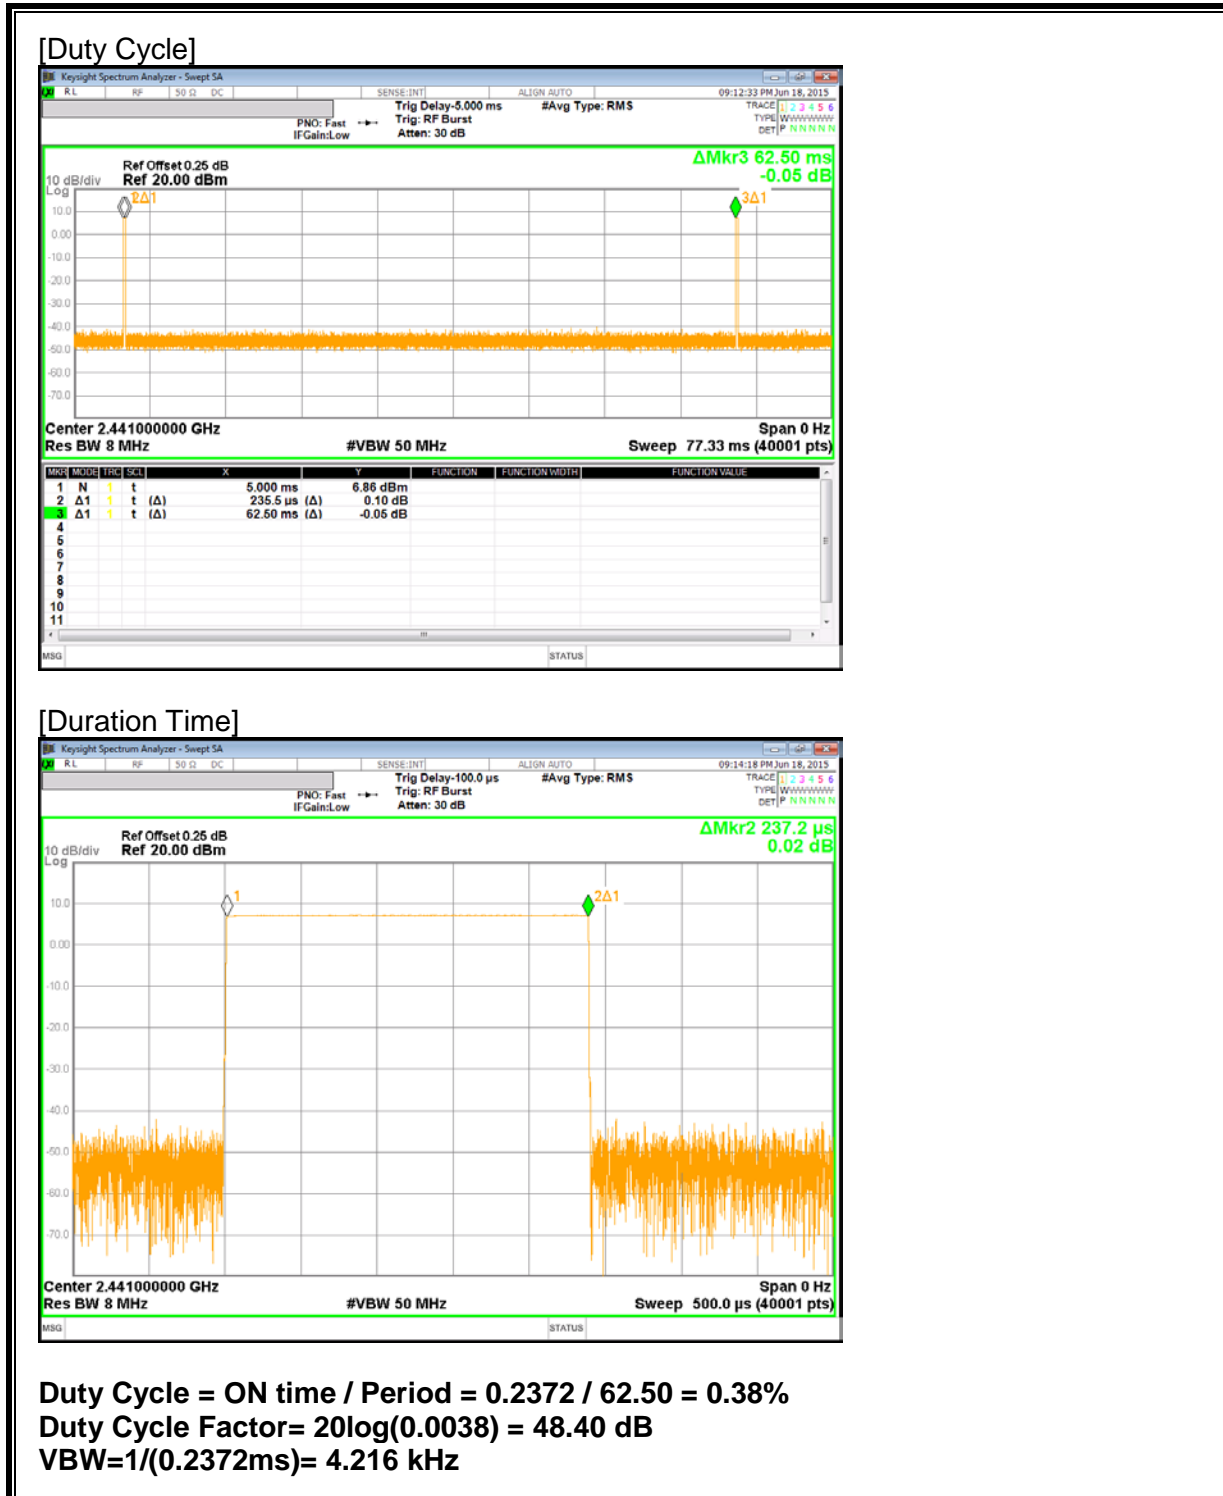 [Duty Cycle]
Keysight Spectrum Analyzer - Swept SA
RL RF 50 Ω DC SENSE:INT ALIGN AUTO 09:12:33 PM Jun 18, 2015
Trig Delay-5.000 ms #Avg Type: RMS TRACE 1 2 3 4 5 6
PNO: Fast Trig: RF Burst TYPE W
IFGain:Low Atten: 30 dB DET P N N N N N
ΔMkr3 62.50 ms
-0.05 dB
Ref Offset 0.25 dB
10 dB/div Ref 20.00 dBm
Log
2Δ1 3Δ1
10.0
0.00
-10.0
-20.0
-30.0
-40.0
-50.0
-60.0
-70.0
Center 2.441000000 GHz Span 0 Hz
Res BW 8 MHz #VBW 50 MHz Sweep 77.33 ms (40001 pts)
MKR MODE TRC SCL X Y FUNCTION FUNCTION WIDTH FUNCTION VALUE
1 N 1 t 5.000 ms 6.86 dBm
2 Δ1 1 t (Δ) 235.5 µs (Δ) 0.10 dB
3 Δ1 1 t (Δ) 62.50 ms (Δ) -0.05 dB
4
5
6
7
8
9
10
11
MSG STATUS
[Duration Time]
Keysight Spectrum Analyzer - Swept SA
RL RF 50 Ω DC SENSE:INT ALIGN AUTO 09:14:18 PM Jun 18, 2015
Trig Delay-100.0 µs #Avg Type: RMS TRACE 1 2 3 4 5 6
PNO: Fast Trig: RF Burst TYPE W
IFGain:Low Atten: 30 dB DET P N N N N N
ΔMkr2 237.2 µs
0.02 dB
Ref Offset 0.25 dB
10 dB/div Ref 20.00 dBm
Log
1 2Δ1
10.0
0.00
-10.0
-20.0
-30.0
-40.0
-50.0
-60.0
-70.0
Center 2.441000000 GHz Span 0 Hz
Res BW 8 MHz #VBW 50 MHz Sweep 500.0 µs (40001 pts)
MSG STATUS
Duty Cycle = ON time / Period = 0.2372 / 62.50 = 0.38%
Duty Cycle Factor= 20log(0.0038) = 48.40 dB
VBW=1/(0.2372ms)= 4.216 kHz